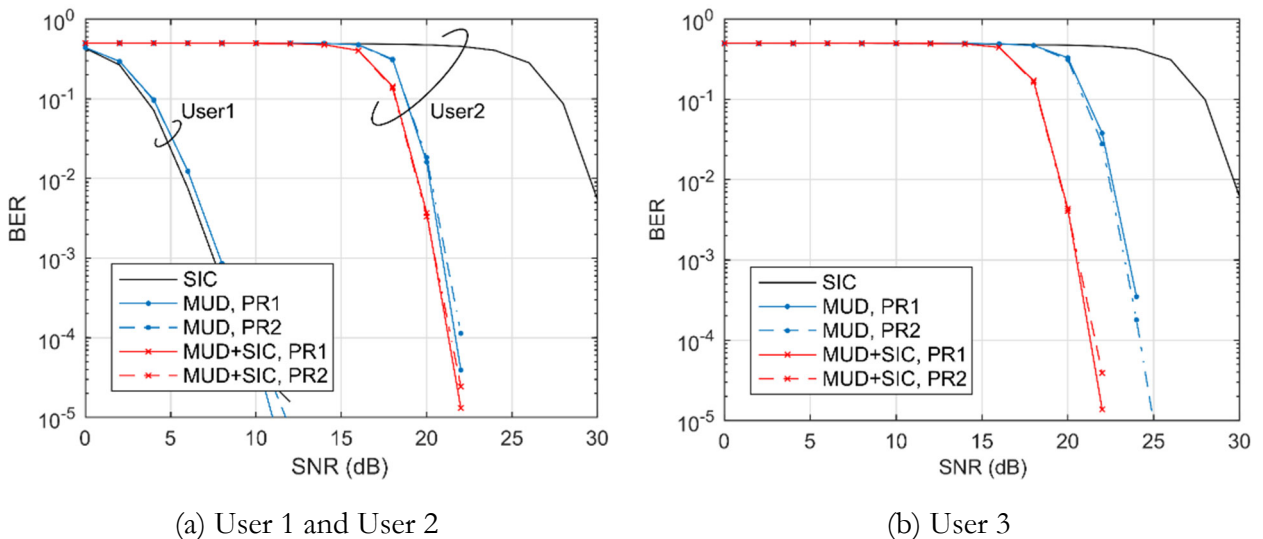 10^0
10^-1
10^-2
10^-3
10^-4
10^-5
BER
User1
User2
SIC
MUD, PR1
MUD, PR2
MUD+SIC, PR1
MUD+SIC, PR2
0 5 10 15 20 25 30
SNR (dB)
(a) User 1 and User 2
10^0
10^-1
10^-2
10^-3
10^-4
10^-5
BER
SIC
MUD, PR1
MUD, PR2
MUD+SIC, PR1
MUD+SIC, PR2
0 5 10 15 20 25 30
SNR (dB)
(b) User 3